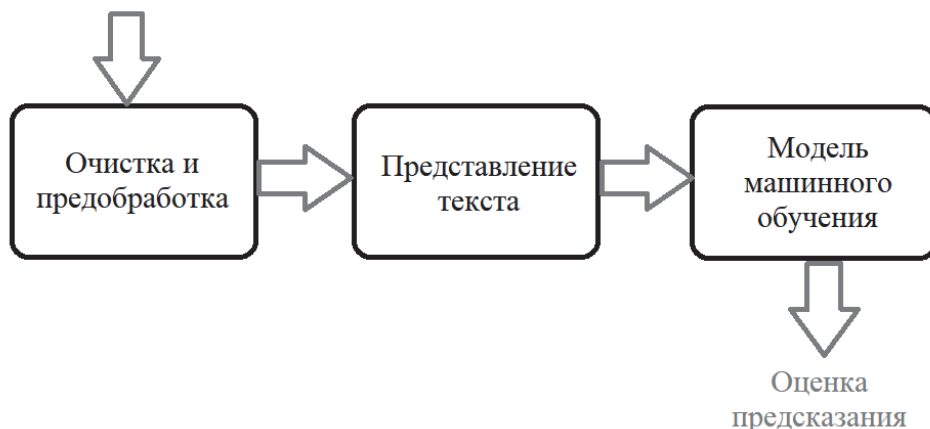 Очистка и
предобработка
Представление
текста
Модель
машинного
обучения
Оценка
предсказания